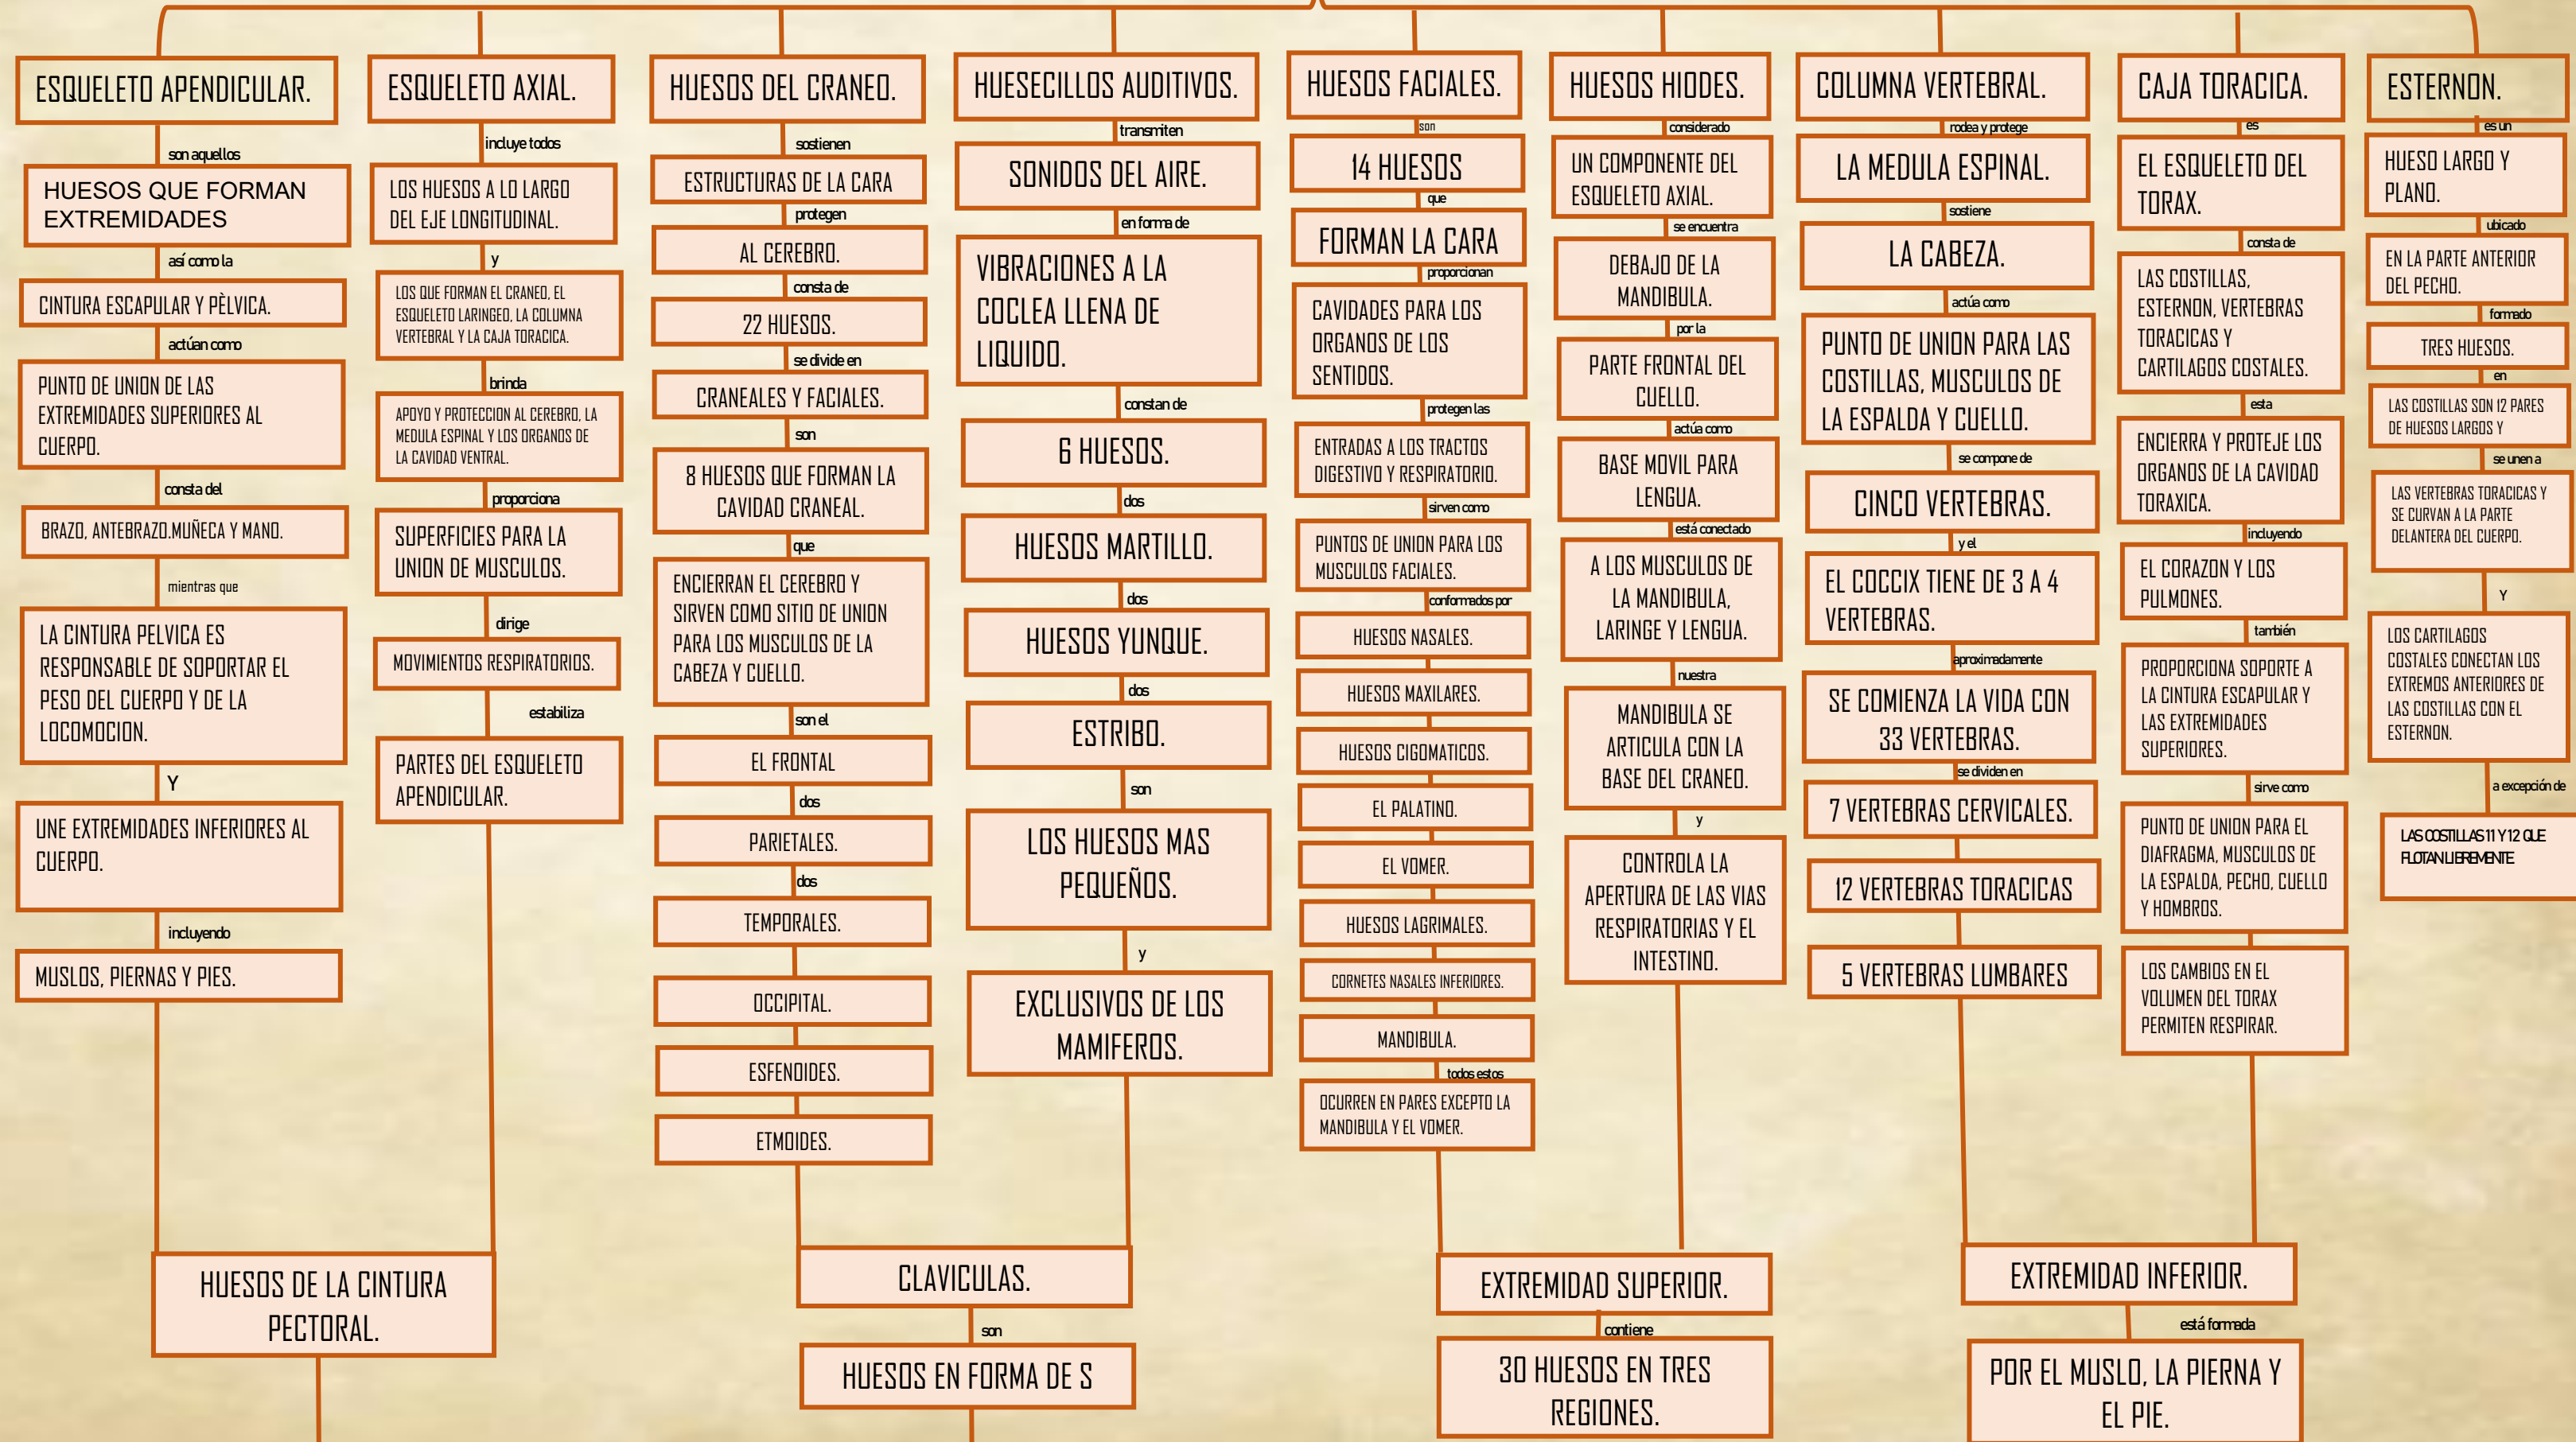 ESQUELETO APENDICULAR.
son aquellos
HUESOS QUE FORMAN
EXTREMIDADES
así como la
CINTURA ESCAPULAR Y PÈLVICA.
actúan como
PUNTO DE UNION DE LAS
EXTREMIDADES SUPERIORES AL
CUERPO.
consta del
BRAZO, ANTEBRAZO.MUÑECA Y MANO.
mientras que
LA CINTURA PELVICA ES
RESPONSABLE DE SOPORTAR EL
PESO DEL CUERPO Y DE LA
LOCOMOCION.
Y
UNE EXTREMIDADES INFERIORES AL
CUERPO.
incluyendo
MUSLOS, PIERNAS Y PIES.
ESQUELETO AXIAL.
incluye todos
LOS HUESOS A LO LARGO
DEL EJE LONGITUDINAL.
y
LOS QUE FORMAN EL CRANEO, EL
ESQUELETO LARINGEO, LA COLUMNA
VERTEBRAL Y LA CAJA TORACICA.
brinda
APOYO Y PROTECCION AL CEREBRO, LA
MEDULA ESPINAL Y LOS ORGANOS DE
LA CAVIDAD VENTRAL.
proporciona
SUPERFICIES PARA LA
UNION DE MUSCULOS.
dirige
MOVIMIENTOS RESPIRATORIOS.
estabiliza
PARTES DEL ESQUELETO
APENDICULAR.
HUESOS DE LA CINTURA
PECTORAL.
HUESOS DEL CRANEO.
sostienen
ESTRUCTURAS DE LA CARA
protegen
AL CEREBRO.
consta de
22 HUESOS.
se divide en
CRANEALES Y FACIALES.
son
8 HUESOS QUE FORMAN LA
CAVIDAD CRANEAL.
que
ENCIERRAN EL CEREBRO Y
SIRVEN COMO SITIO DE UNION
PARA LOS MUSCULOS DE LA
CABEZA Y CUELLO.
son el
EL FRONTAL
dos
PARIETALES.
dos
TEMPORALES.
OCCIPITAL.
ESFENOIDES.
ETMOIDES.
HUESECILLOS AUDITIVOS.
transmiten
SONIDOS DEL AIRE.
en forma de
VIBRACIONES A LA
COCLEA LLENA DE
LIQUIDO.
constan de
6 HUESOS.
dos
HUESOS MARTILLO.
dos
HUESOS YUNQUE.
dos
ESTRIBO.
son
LOS HUESOS MAS
PEQUEÑOS.
y
EXCLUSIVOS DE LOS
MAMIFEROS.
CLAVICULAS.
son
HUESOS EN FORMA DE S
HUESOS FACIALES.
son
14 HUESOS
que
FORMAN LA CARA
proporcionan
CAVIDADES PARA LOS
ORGANOS DE LOS
SENTIDOS.
protegen las
ENTRADAS A LOS TRACTOS
DIGESTIVO Y RESPIRATORIO.
sirven como
PUNTOS DE UNION PARA LOS
MUSCULOS FACIALES.
conformados por
HUESOS NASALES.
HUESOS MAXILARES.
HUESOS CIGOMATICOS.
EL PALATINO.
EL VOMER.
HUESOS LAGRIMALES.
CORNETES NASALES INFERIORES.
MANDIBULA.
todos estos
OCURREN EN PARES EXCEPTO LA
MANDIBULA Y EL VOMER.
HUESOS HIODES.
considerado
UN COMPONENTE DEL
ESQUELETO AXIAL.
se encuentra
DEBAJO DE LA
MANDIBULA.
por la
PARTE FRONTAL DEL
CUELLO.
actúa como
BASE MOVIL PARA
LENGUA.
está conectado
A LOS MUSCULOS DE
LA MANDIBULA,
LARINGE Y LENGUA.
nuestra
MANDIBULA SE
ARTICULA CON LA
BASE DEL CRANEO.
y
CONTROLA LA
APERTURA DE LAS VIAS
RESPIRATORIAS Y EL
INTESTINO.
EXTREMIDAD SUPERIOR.
contiene
30 HUESOS EN TRES
REGIONES.
COLUMNA VERTEBRAL.
rodea y protege
LA MEDULA ESPINAL.
sostiene
LA CABEZA.
actúa como
PUNTO DE UNION PARA LAS
COSTILLAS, MUSCULOS DE
LA ESPALDA Y CUELLO.
se compone de
CINCO VERTEBRAS.
y el
EL COCCIX TIENE DE 3 A 4
VERTEBRAS.
aproximadamente
SE COMIENZA LA VIDA CON
33 VERTEBRAS.
se dividen en
7 VERTEBRAS CERVICALES.
12 VERTEBRAS TORACICAS
5 VERTEBRAS LUMBARES
CAJA TORACICA.
es
EL ESQUELETO DEL
TORAX.
consta de
LAS COSTILLAS,
ESTERNON, VERTEBRAS
TORACICAS Y
CARTILAGOS COSTALES.
esta
ENCIERRA Y PROTEJE LOS
ORGANOS DE LA CAVIDAD
TORAXICA.
incluyendo
EL CORAZON Y LOS
PULMONES.
también
PROPORCIONA SOPORTE A
LA CINTURA ESCAPULAR Y
LAS EXTREMIDADES
SUPERIORES.
sirve como
PUNTO DE UNION PARA EL
DIAFRAGMA, MUSCULOS DE
LA ESPALDA, PECHO, CUELLO
Y HOMBROS.
LOS CAMBIOS EN EL
VOLUMEN DEL TORAX
PERMITEN RESPIRAR.
EXTREMIDAD INFERIOR.
está formada
POR EL MUSLO, LA PIERNA Y
EL PIE.
ESTERNON.
es un
HUESO LARGO Y
PLANO.
ubicado
EN LA PARTE ANTERIOR
DEL PECHO.
formado
TRES HUESOS.
en
LAS COSTILLAS SON 12 PARES
DE HUESOS LARGOS Y
se unen a
LAS VERTEBRAS TORACICAS Y
SE CURVAN A LA PARTE
DELANTERA DEL CUERPO.
Y
LOS CARTILAGOS
COSTALES CONECTAN LOS
EXTREMOS ANTERIORES DE
LAS COSTILLAS CON EL
ESTERNON.
a excepción de
LAS COSTILLAS 11 Y 12 QUE
FLOTAN LIBREMENTE